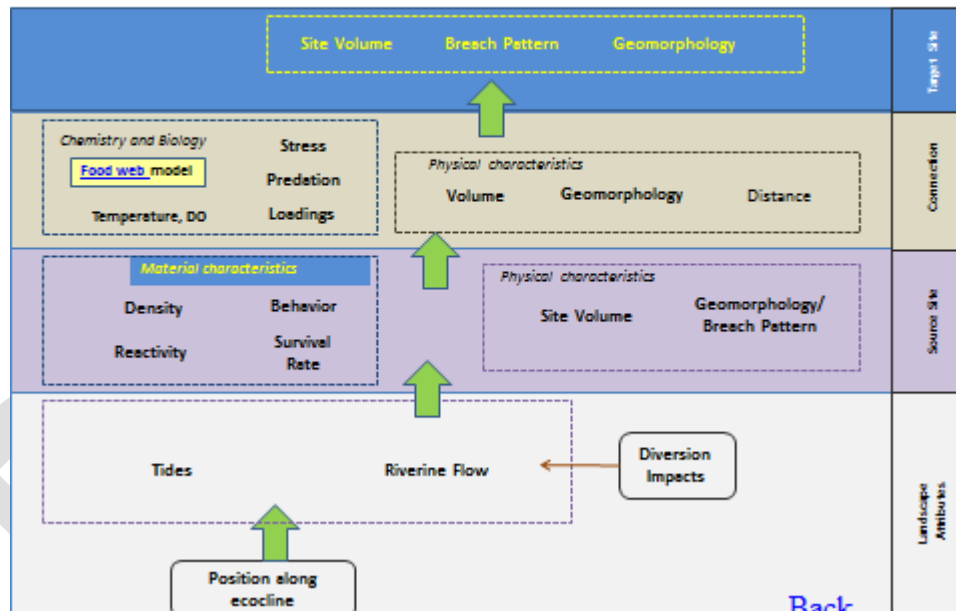 Site Volume Breach Pattern Geomorphology
Target Site
Chemistry and Biology
Food web model
Temperature, DO
Stress
Predation
Loadings
Physical characteristics
Volume Geomorphology Distance
Connection
Material characteristics
Density Behavior
Reactivity Survival
Rate
Physical characteristics
Site Volume
Geomorphology/
Breach Pattern
Source Site
Tides Riverine Flow
Diversion
Impacts
Landscape
Attributes
Position along
ecocline
Back